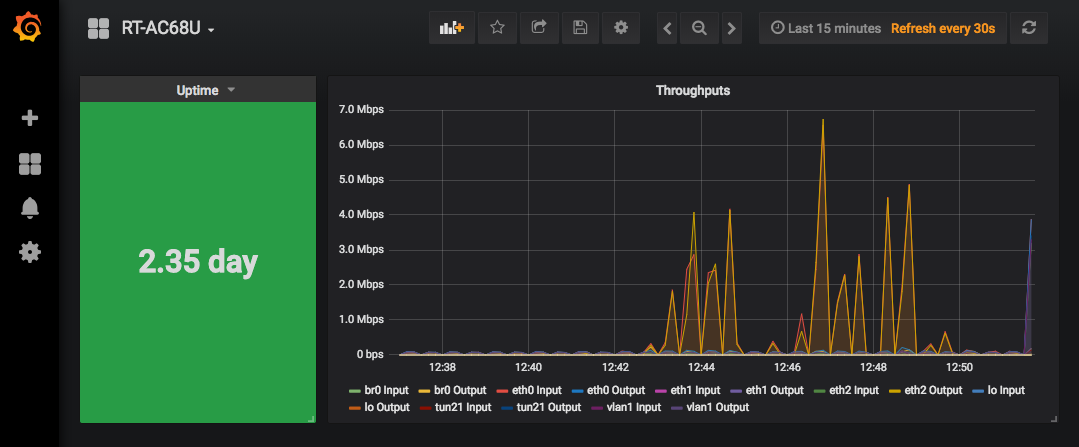 RT-AC68U
Last 15 minutes Refresh every 30s
Uptime
2.35 day
Throughputs
7.0 Mbps
6.0 Mbps
5.0 Mbps
4.0 Mbps
3.0 Mbps
2.0 Mbps
1.0 Mbps
0 bps
12:38 12:40 12:42 12:44 12:46 12:48 12:50
br0 Input br0 Output eth0 Input eth0 Output eth1 Input eth1 Output eth2 Input eth2 Output lo Input
lo Output tun21 Input tun21 Output vlan1 Input vlan1 Output